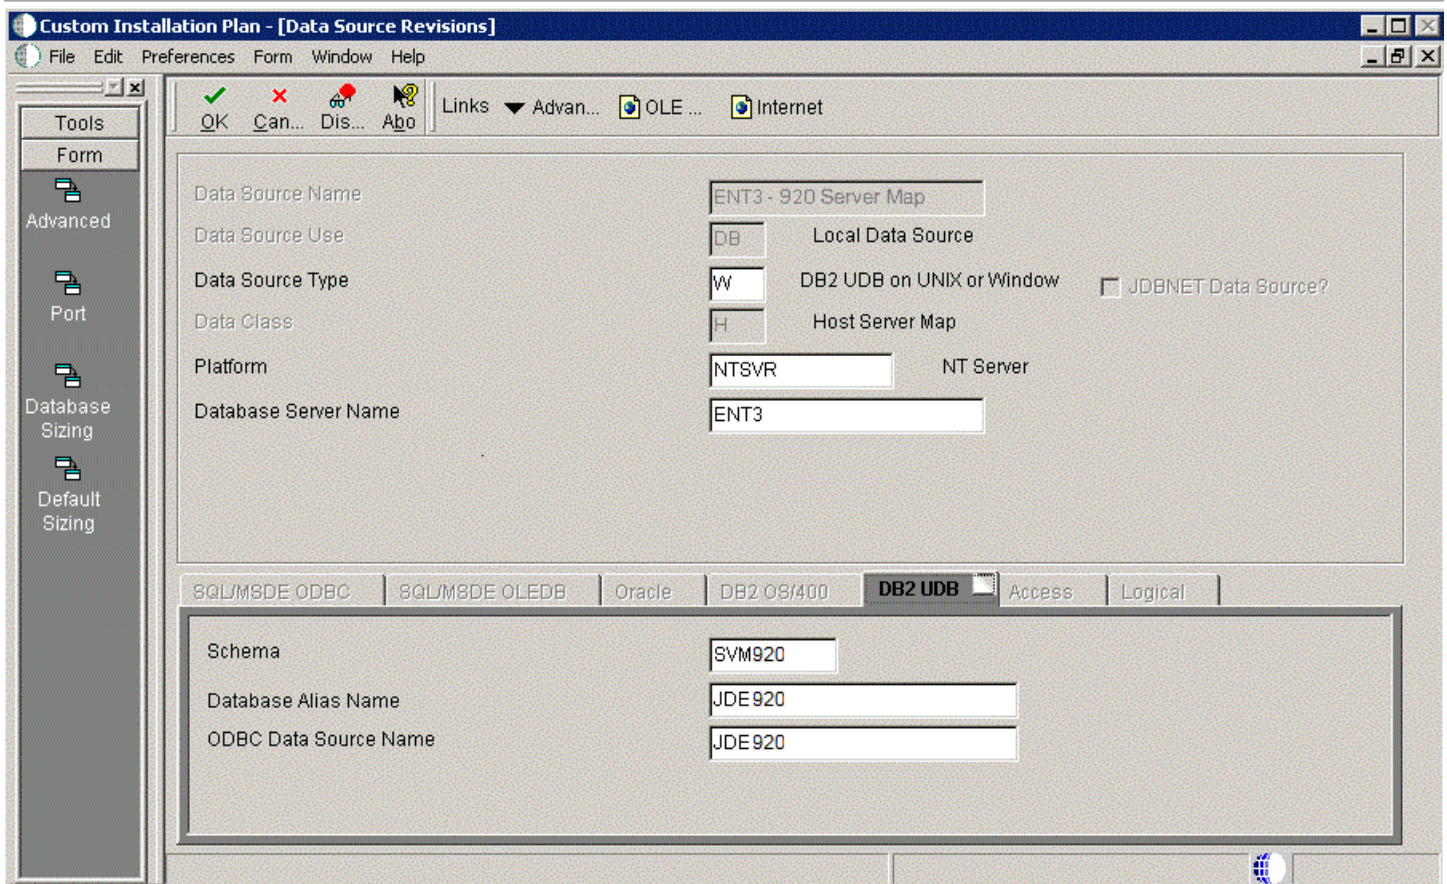 Custom Installation Plan - [Data Source Revisions]
File Edit Preferences Form Window Help
Tools
Form
Advanced
Port
Database
Sizing
Default
Sizing
OK Can... Dis... Abo Links Advan... OLE ... Internet
Data Source Name ENT3 - 920 Server Map
Data Source Use DB Local Data Source
Data Source Type W DB2 UDB on UNIX or Window JDBNET Data Source?
Data Class H Host Server Map
Platform NTSVR NT Server
Database Server Name ENT3
SQL/MSDE ODBC SQL/MSDE OLEDB Oracle DB2 OS/400 DB2 UDB Access Logical
Schema SVM920
Database Alias Name JDE920
ODBC Data Source Name JDE920